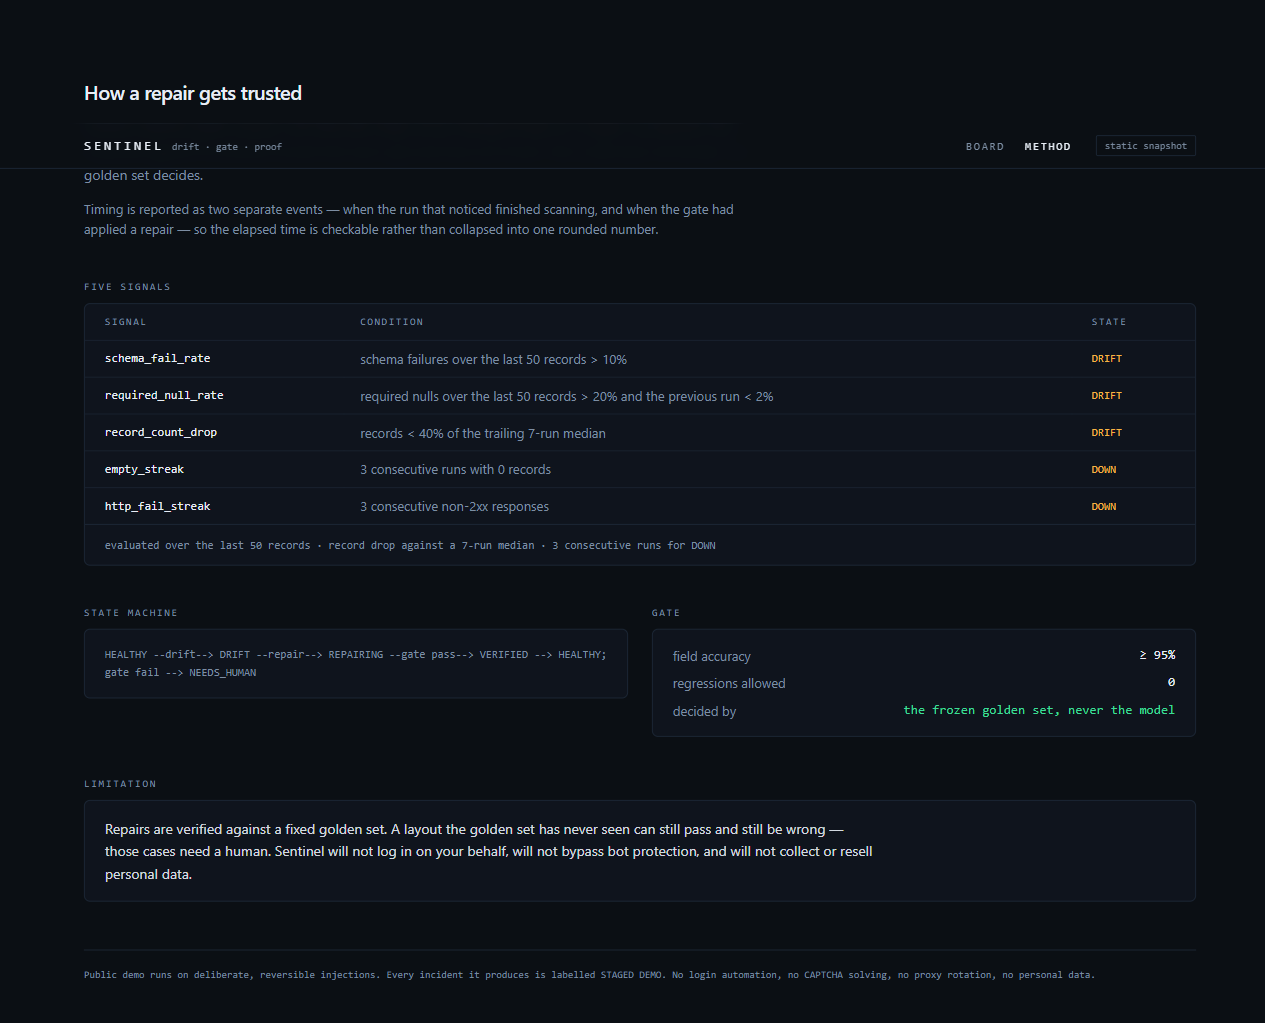 How a repair gets trusted
SENTINEL drift · gate · proof BOARD METHOD static snapshot
golden set decides.
Timing is reported as two separate events — when the run that noticed finished scanning, and when the gate had
applied a repair — so the elapsed time is checkable rather than collapsed into one rounded number.
FIVE SIGNALS
SIGNAL CONDITION STATE
schema_fail_rate schema failures over the last 50 records > 10% DRIFT
required_null_rate required nulls over the last 50 records > 20% and the previous run < 2% DRIFT
record_count_drop records < 40% of the trailing 7-run median DRIFT
empty_streak 3 consecutive runs with 0 records DOWN
http_fail_streak 3 consecutive non-2xx responses DOWN
evaluated over the last 50 records · record drop against a 7-run median · 3 consecutive runs for DOWN
STATE MACHINE
HEALTHY --drift--> DRIFT --repair--> REPAIRING --gate pass--> VERIFIED --> HEALTHY;
gate fail --> NEEDS_HUMAN
GATE
field accuracy ≥ 95%
regressions allowed 0
decided by the frozen golden set, never the model
LIMITATION
Repairs are verified against a fixed golden set. A layout the golden set has never seen can still pass and still be wrong —
those cases need a human. Sentinel will not log in on your behalf, will not bypass bot protection, and will not collect or resell
personal data.
Public demo runs on deliberate, reversible injections. Every incident it produces is labelled STAGED DEMO. No login automation, no CAPTCHA solving, no proxy rotation, no personal data.